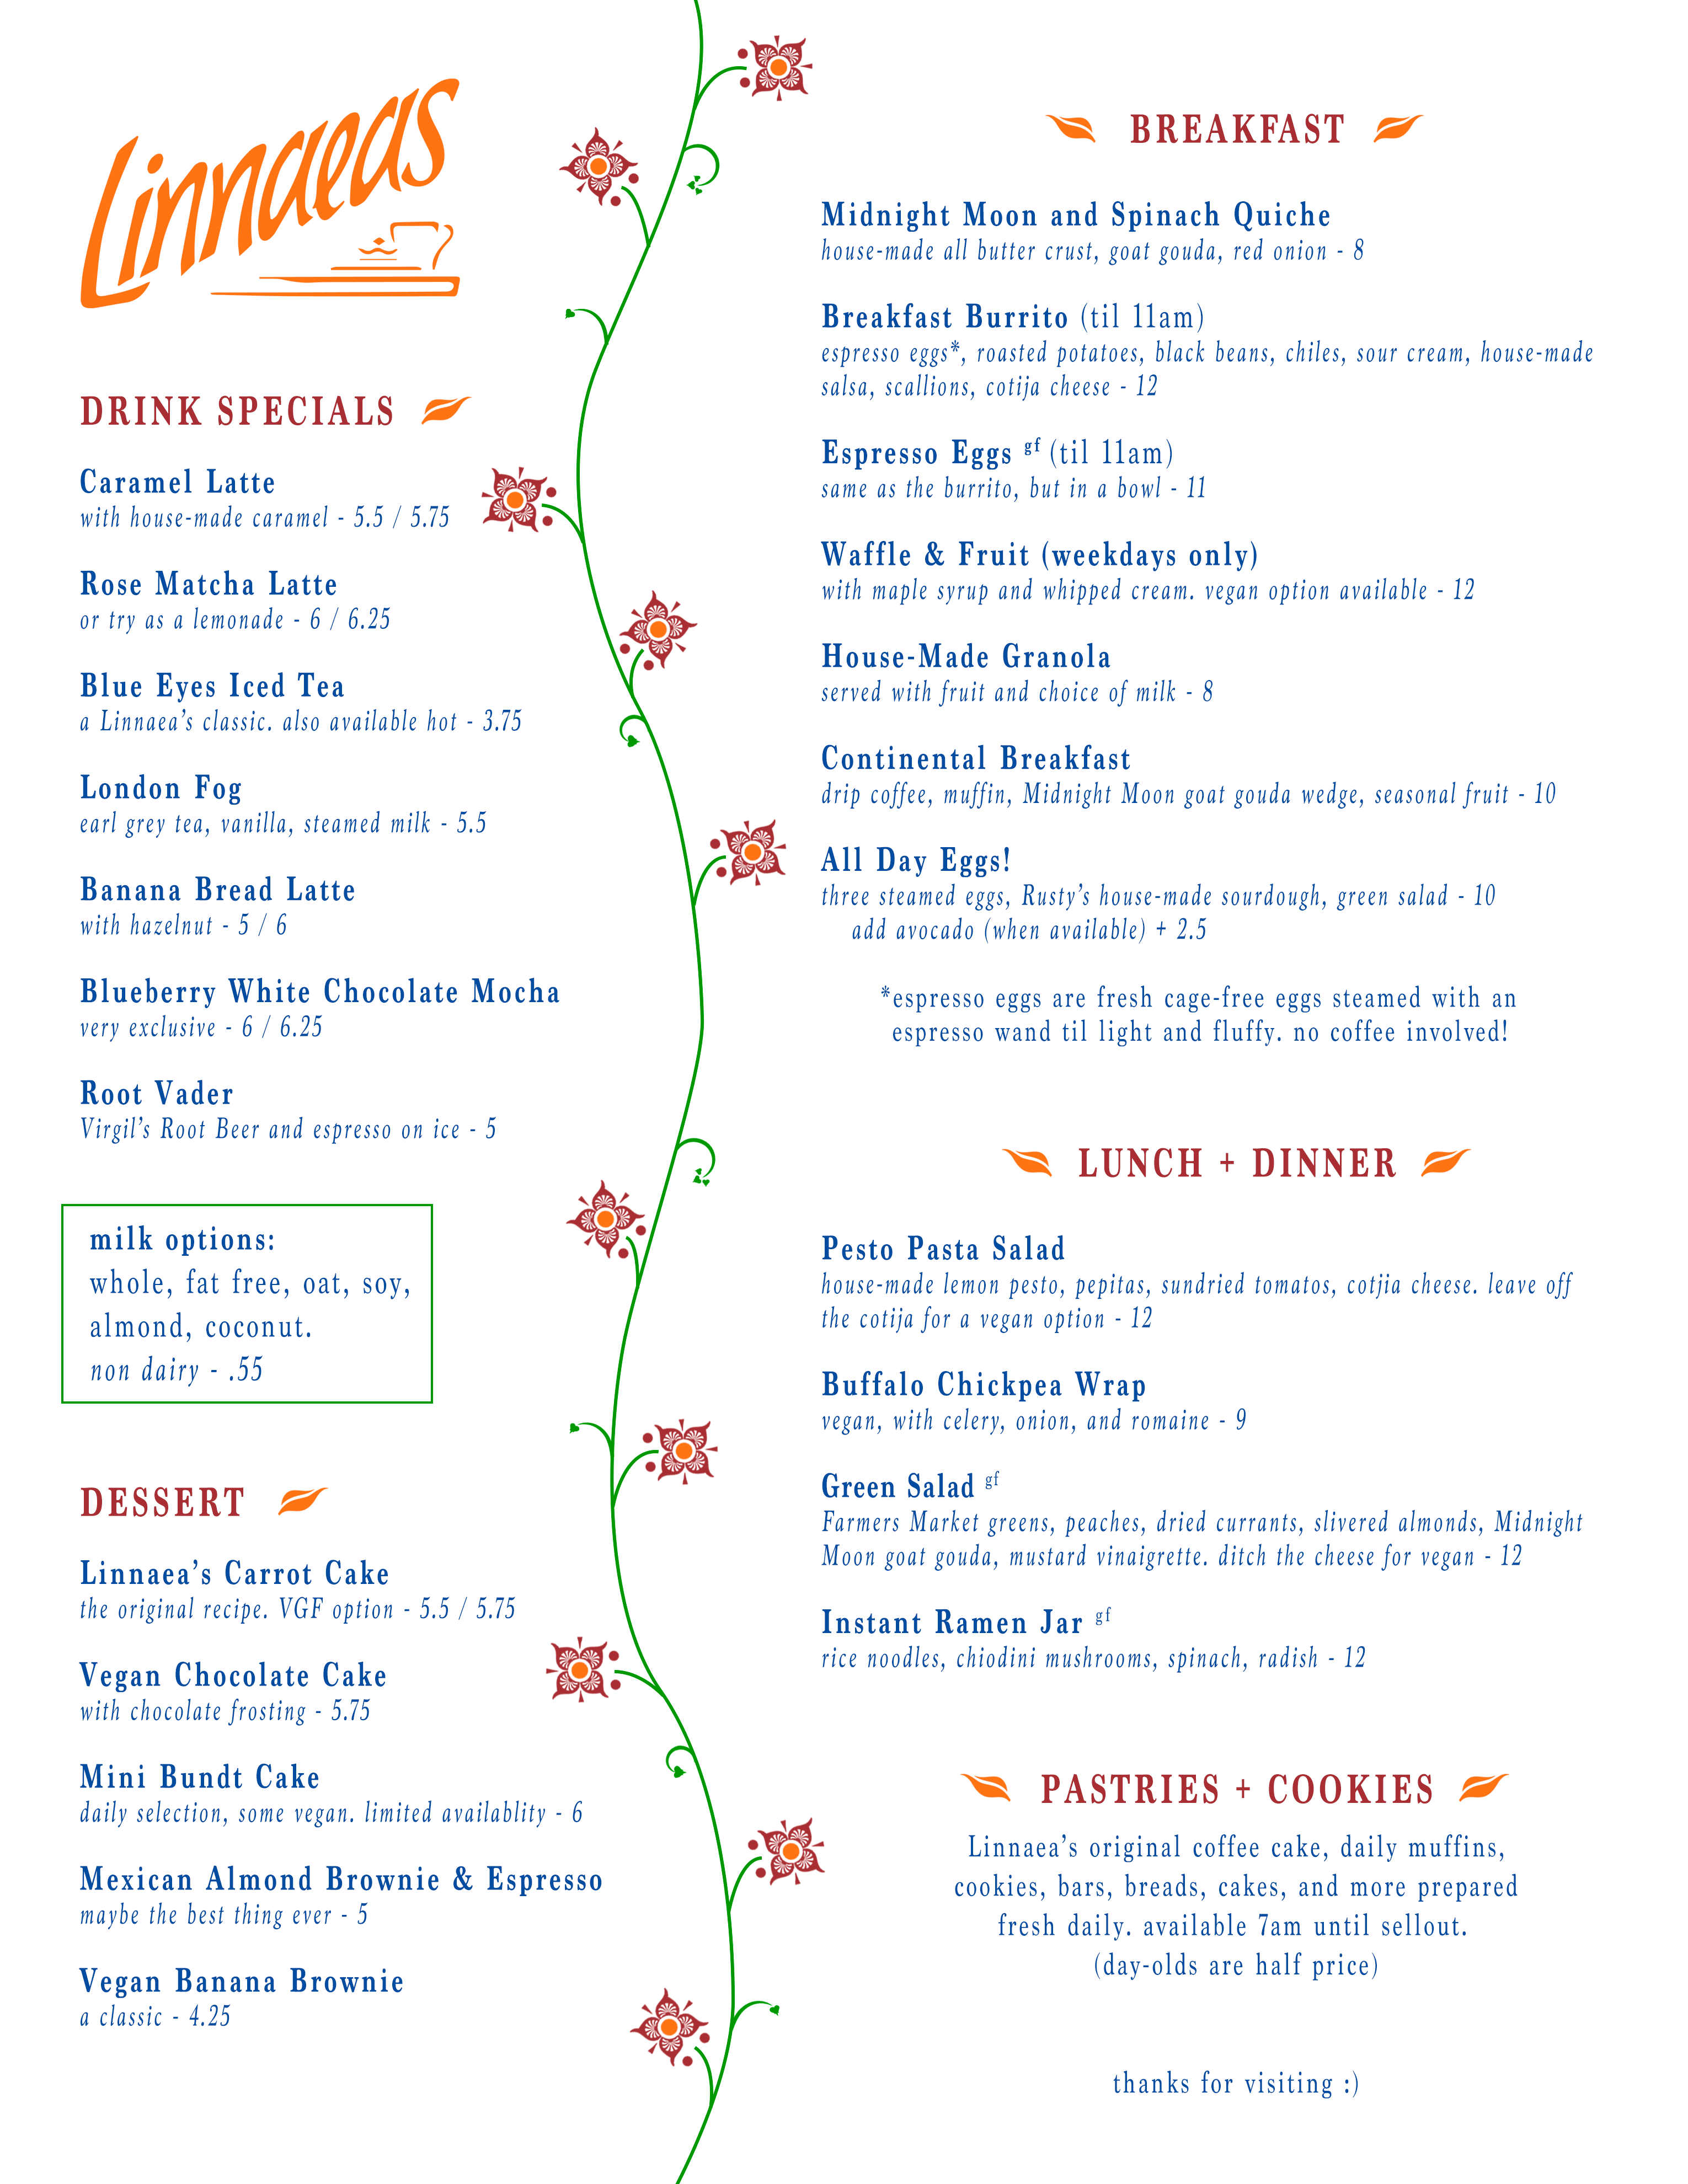 Linnaeas
DRINK SPECIALS
Caramel Latte
with house-made caramel - 5.5 / 5.75
Rose Matcha Latte
or try as a lemonade - 6 / 6.25
Blue Eyes Iced Tea
a Linnaea's classic. also available hot - 3.75
London Fog
earl grey tea, vanilla, steamed milk - 5.5
Banana Bread Latte
with hazelnut - 5 / 6
Blueberry White Chocolate Mocha
very exclusive - 6 / 6.25
Root Vader
Virgil's Root Beer and espresso on ice - 5
milk options:
whole, fat free, oat, soy,
almond, coconut.
non dairy - .55
DESSERT
Linnaea's Carrot Cake
the original recipe. VGF option - 5.5 / 5.75
Vegan Chocolate Cake
with chocolate frosting - 5.75
Mini Bundt Cake
daily selection, some vegan. limited availablity - 6
Mexican Almond Brownie & Espresso
maybe the best thing ever - 5
Vegan Banana Brownie
a classic - 4.25
BREAKFAST
Midnight Moon and Spinach Quiche
house-made all butter crust, goat gouda, red onion - 8
Breakfast Burrito (til 11am)
espresso eggs*, roasted potatoes, black beans, chiles, sour cream, house-made
salsa, scallions, cotija cheese - 12
Espresso Eggs gf (til 11am)
same as the burrito, but in a bowl - 11
Waffle & Fruit (weekdays only)
with maple syrup and whipped cream. vegan option available - 12
House-Made Granola
served with fruit and choice of milk - 8
Continental Breakfast
drip coffee, muffin, Midnight Moon goat gouda wedge, seasonal fruit - 10
All Day Eggs!
three steamed eggs, Rusty's house-made sourdough, green salad - 10
add avocado (when available) + 2.5
*espresso eggs are fresh cage-free eggs steamed with an
espresso wand til light and fluffy. no coffee involved!
LUNCH + DINNER
Pesto Pasta Salad
house-made lemon pesto, pepitas, sundried tomatos, cotjia cheese. leave off
the cotija for a vegan option - 12
Buffalo Chickpea Wrap
vegan, with celery, onion, and romaine - 9
Green Salad gf
Farmers Market greens, peaches, dried currants, slivered almonds, Midnight
Moon goat gouda, mustard vinaigrette. ditch the cheese for vegan - 12
Instant Ramen Jar gf
rice noodles, chiodini mushrooms, spinach, radish - 12
PASTRIES + COOKIES
Linnaea's original coffee cake, daily muffins,
cookies, bars, breads, cakes, and more prepared
fresh daily. available 7am until sellout.
(day-olds are half price)
thanks for visiting :)